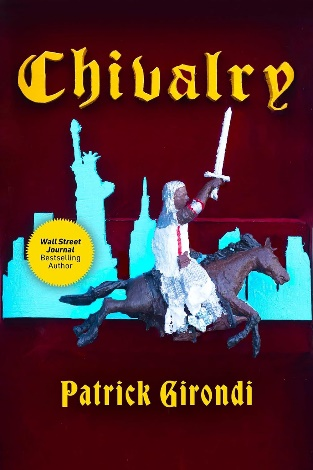 Chivalry
Wall Street
Journal
Bestselling
Author
Patrick Girondi